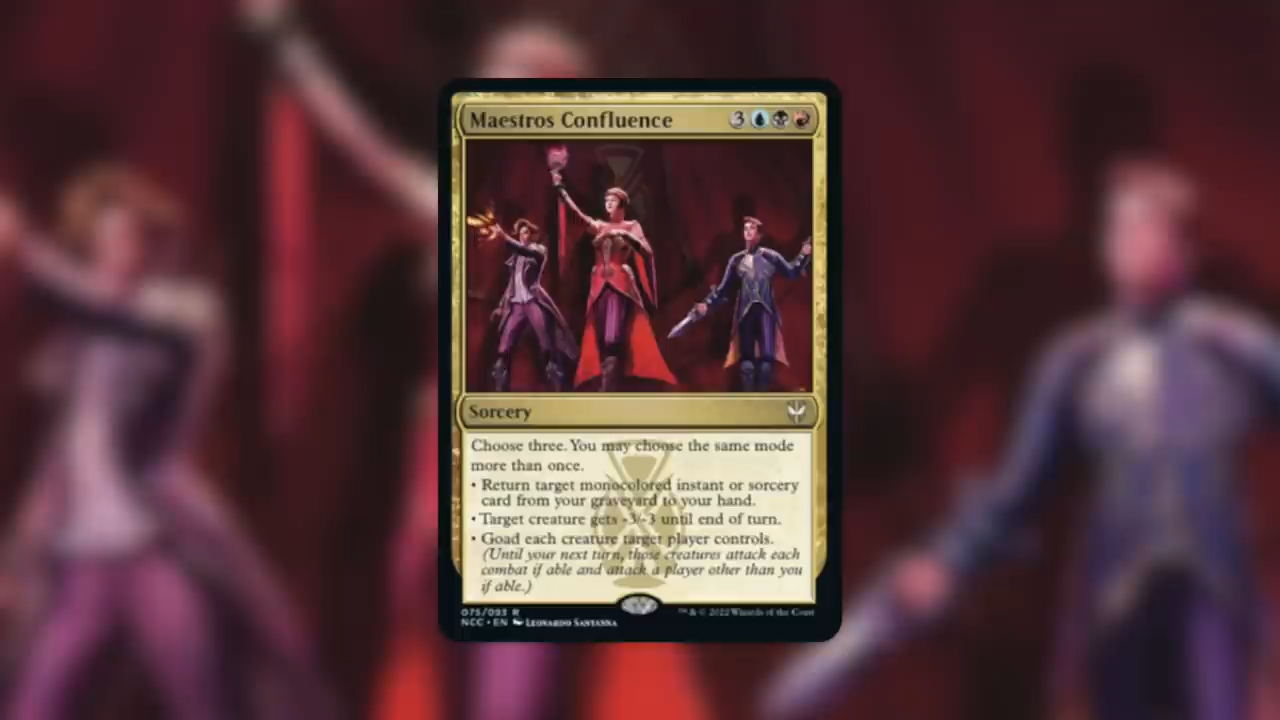 Maestros Confluence 3
Sorcery
Choose three. You may choose the same mode
more than once.
• Return target monocolored instant or sorcery
card from your graveyard to your hand.
• Target creature gets -3/-3 until end of turn.
• Goad each creature target player controls.
(Until your next turn, those creatures attack each
combat if able and attack a player other than you
if able.)
075/093 R
NCC • EN Leonardo Santanna
™ & © 2022 Wizards of the Coast